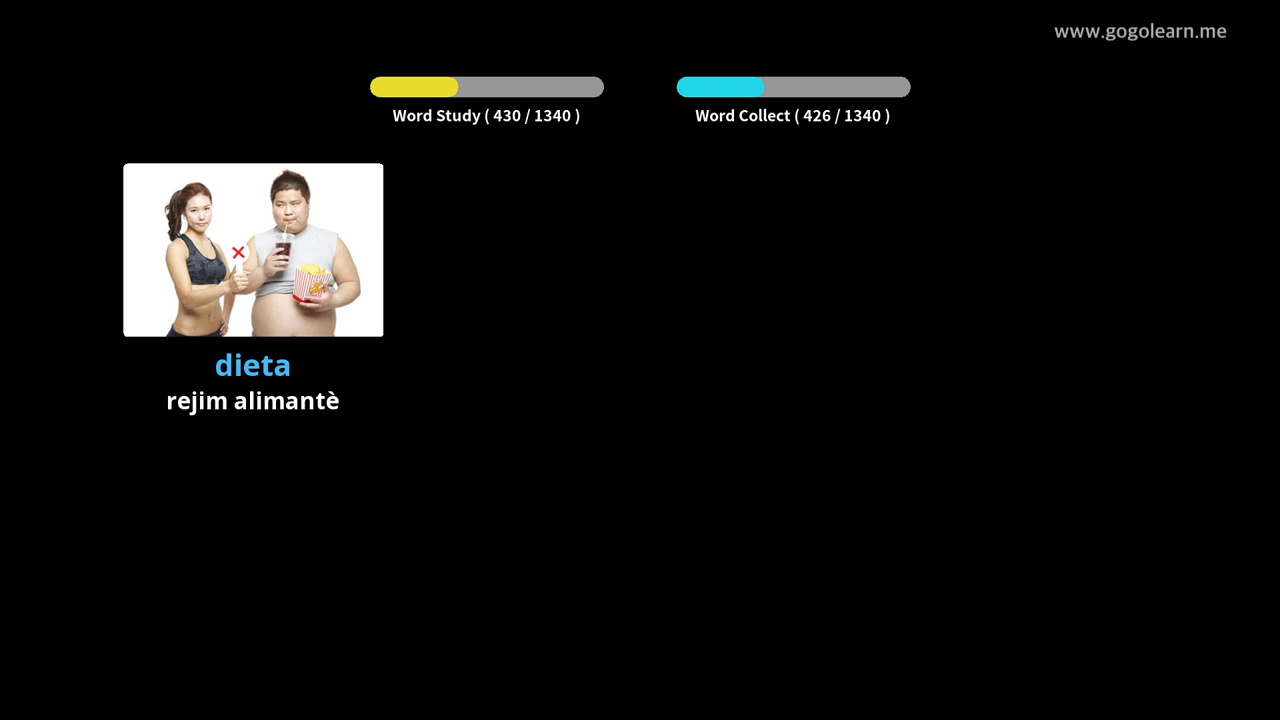 www.gogolearn.me
Word Study ( 430 / 1340 )
Word Collect ( 426 / 1340 )
dieta
rejim alimantè